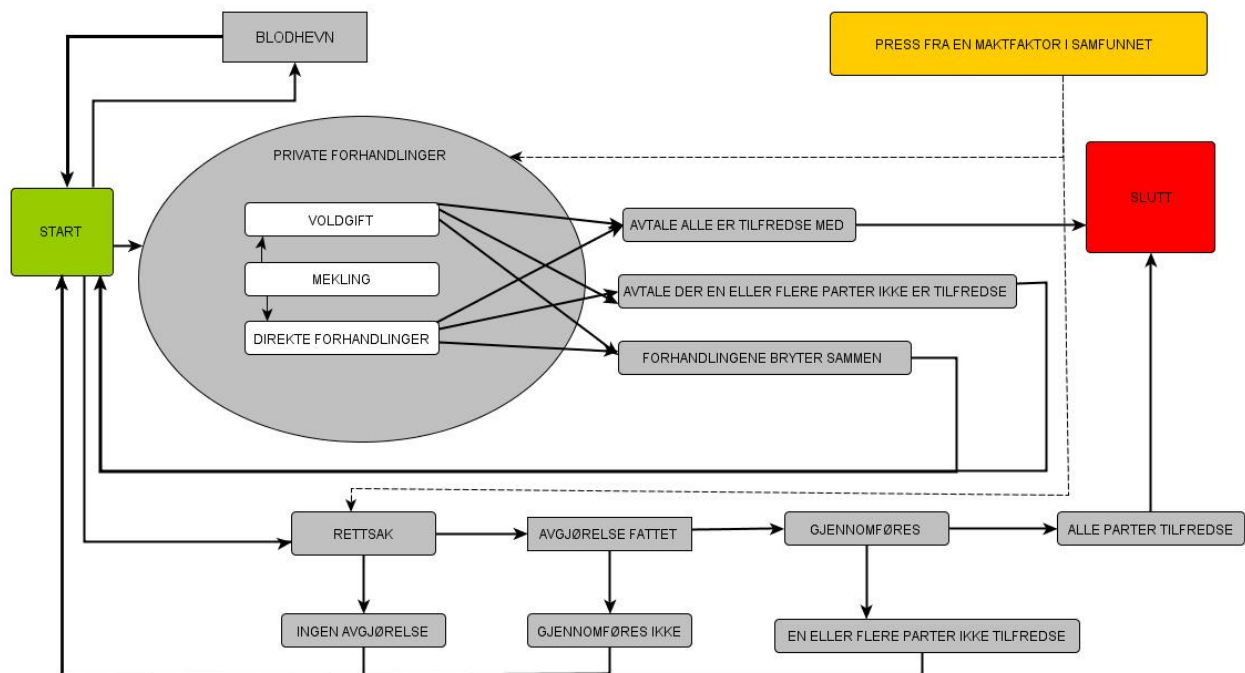 BLODHEVN
PRESS FRA EN MAKTFAKTOR I SAMFUNNET
PRIVATE FORHANDLINGER
START
VOLDGIFT
MEKLING
DIREKTE FORHANDLINGER
AVTALE ALLE ER TILFREDSE MED
AVTALE DER EN ELLER FLERE PARTER IKKE ER TILFREDSE
FORHANDLINGENE BRYTER SAMMEN
SLUTT
RETTSAK
AVGJØRELSE FATTET
GJENNOMFØRES
ALLE PARTER TILFREDSE
INGEN AVGJØRELSE
GJENNOMFØRES IKKE
EN ELLER FLERE PARTER IKKE TILFREDSE